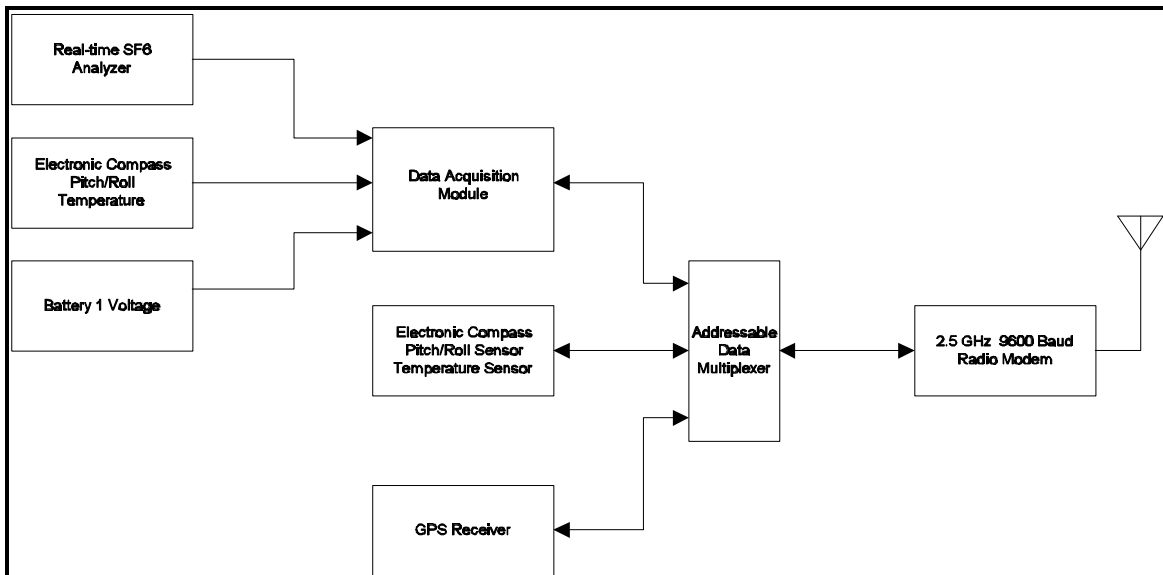 Real-time SF6
Analyzer
Electronic Compass
Pitch/Roll
Temperature
Battery 1 Voltage
Data Acquisition
Module
Electronic Compass
Pitch/Roll Sensor
Temperature Sensor
GPS Receiver
Addressable
Data
Multiplexer
2.5 GHz 9600 Baud
Radio Modem